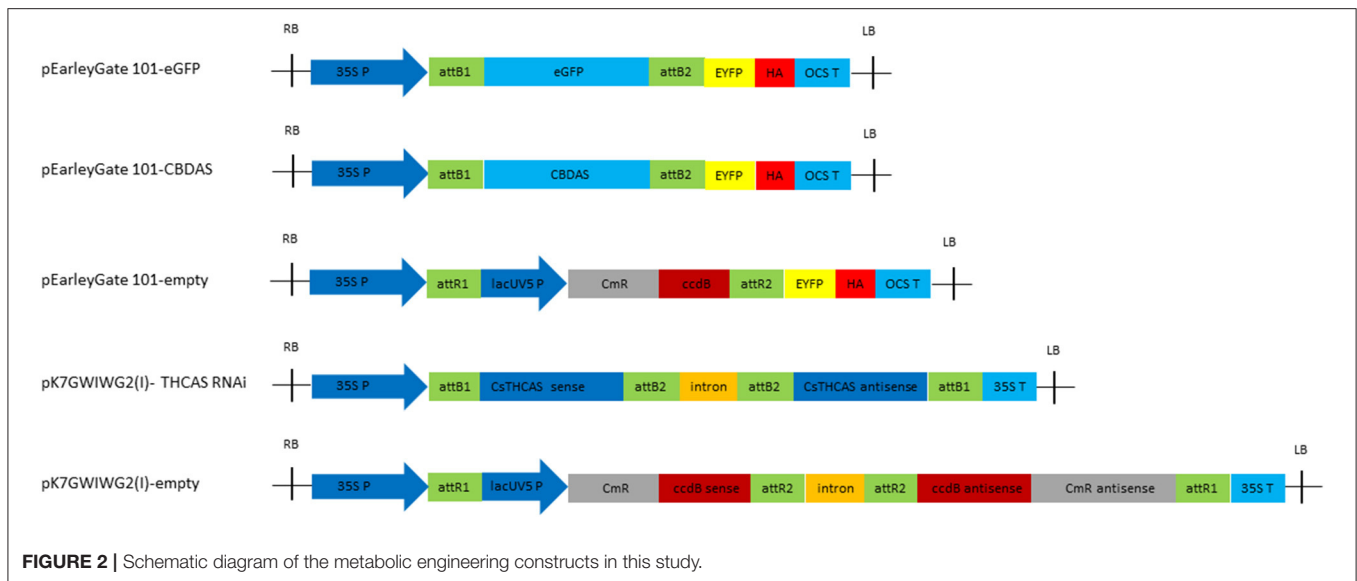 RB LB
pEarleyGate 101-eGFP 35S P attB1 eGFP attB2 EYFP HA OCS T
RB LB
pEarleyGate 101-CBDAS 35S P attB1 CBDAS attB2 EYFP HA OCS T
RB LB
pEarleyGate 101-empty 35S P attR1 lacUV5 P CmR ccdB attR2 EYFP HA OCS T
RB LB
pK7GWIWG2(I)- THCAS RNAi 35S P attB1 CsTHCAS sense attB2 intron attB2 CsTHCAS antisense attB1 35S T
RB LB
pK7GWIWG2(I)-empty 35S P attR1 lacUV5 P CmR ccdB sense attR2 intron attR2 ccdB antisense CmR antisense attR1 35S T
FIGURE 2 | Schematic diagram of the metabolic engineering constructs in this study.